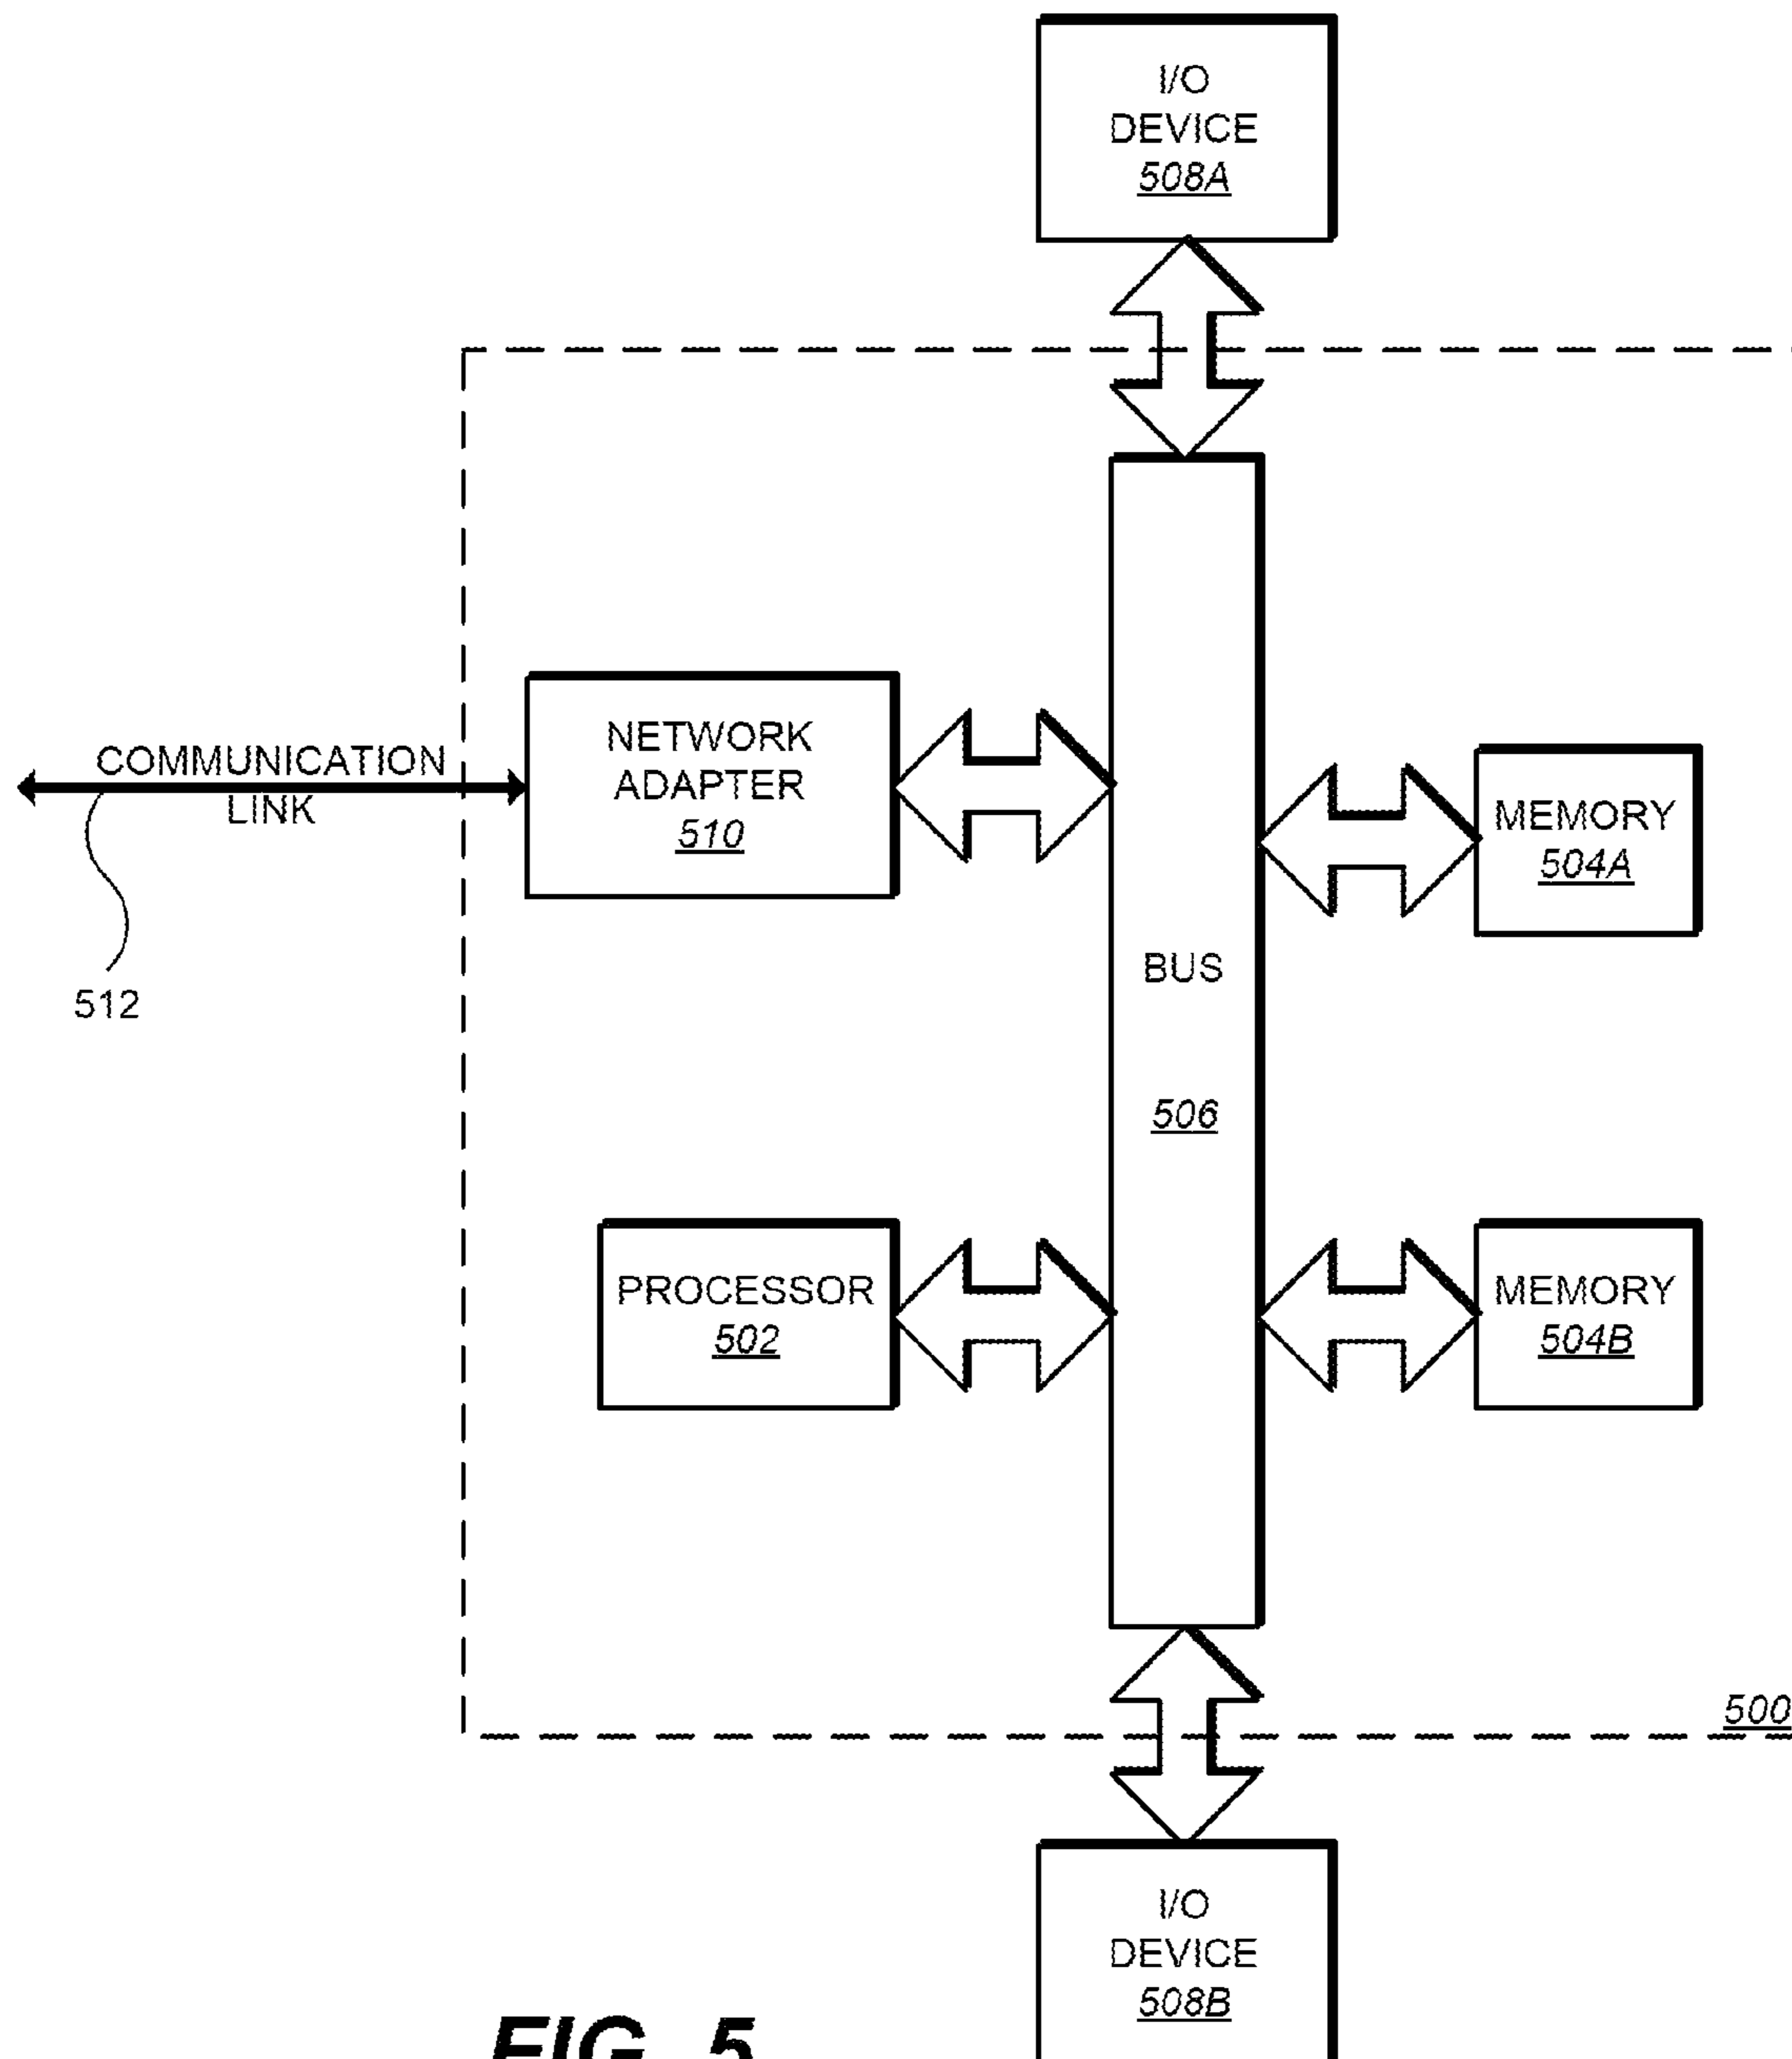 I/O
DEVICE
508A
NETWORK
ADAPTER
510
COMMUNICATION
LINK
512
MEMORY
504A
BUS
506
PROCESSOR
502
MEMORY
504B
500
I/O
DEVICE
508B
FIG. 5